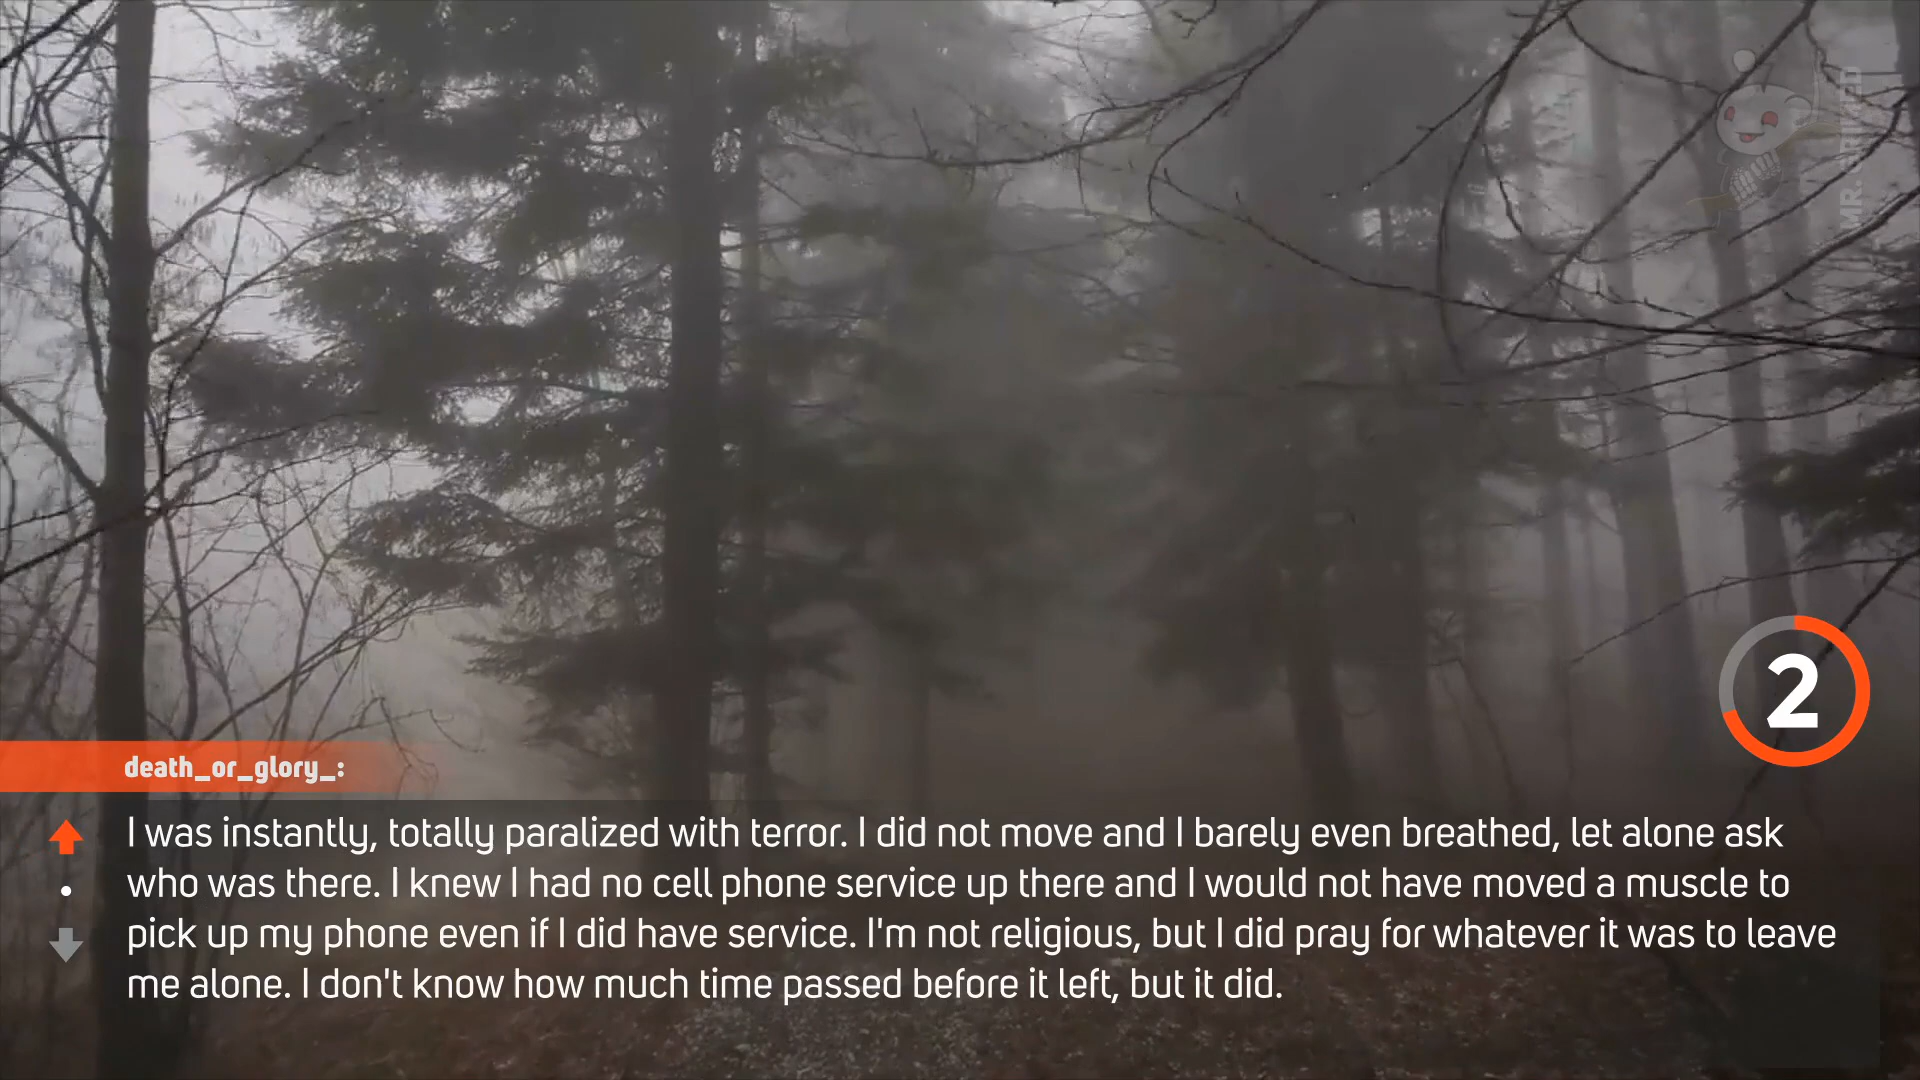 2
death_or_glory_:
I was instantly, totally paralized with terror. I did not move and I barely even breathed, let alone ask
who was there. I knew I had no cell phone service up there and I would not have moved a muscle to
pick up my phone even if I did have service. I'm not religious, but I did pray for whatever it was to leave
me alone. I don't know how much time passed before it left, but it did.